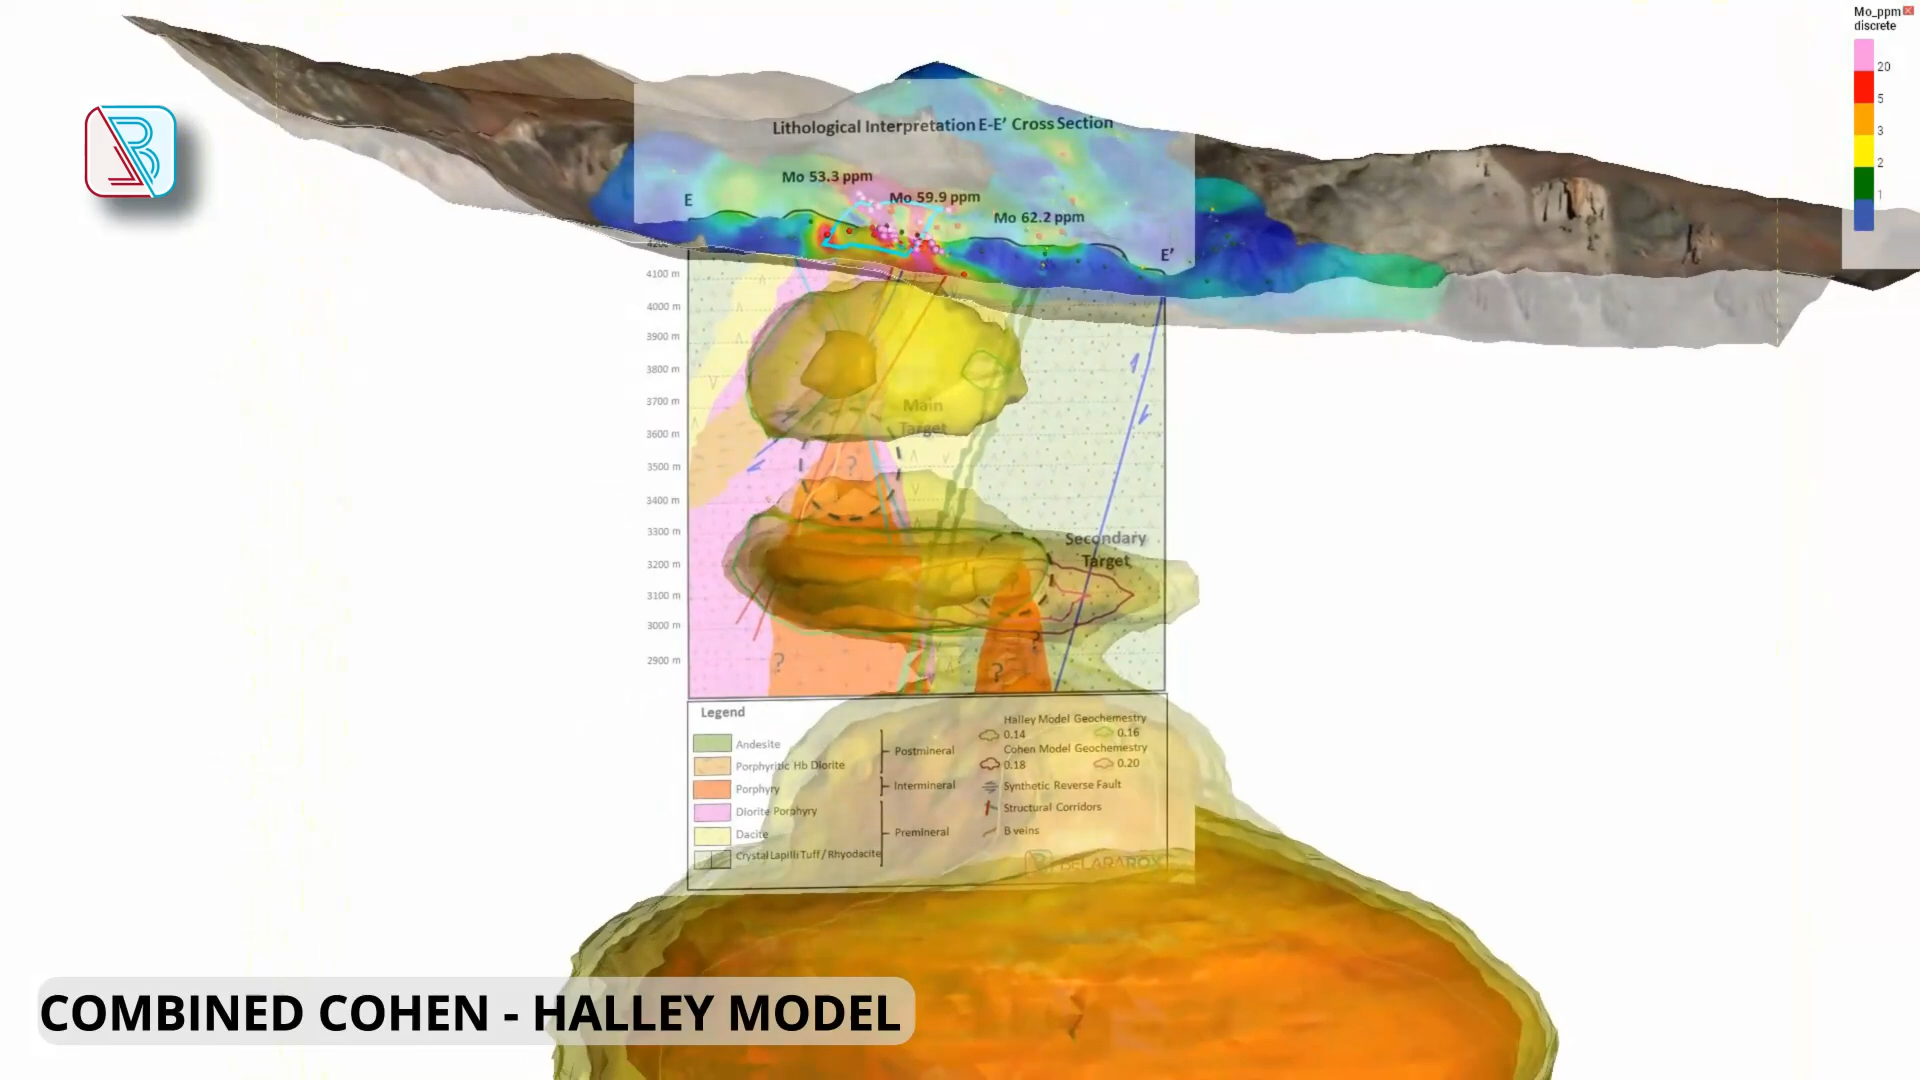 Mo_ppm
discrete
20
5
3
2
1
Lithological Interpretation E-E' Cross Section
Mo 53.3 ppm
Mo 59.9 ppm
Mo 62.2 ppm
E
E'
4200
4100 m
4000 m
3900 m
3800 m
3700 m
3600 m
3500 m
3400 m
3300 m
3200 m
3100 m
3000 m
2900 m
Main
Target
?
Secondary
Target
?
?
?
Legend
Andesite
Porphyritic Hb Diorite
Porphyry
Diorite Porphyry
Dacite
Crystal Lapilli Tuff / Rhyodacite
Postmineral
Intermineral
Premineral
Halley Model Geochemestry
0.14 0.16
Cohen Model Geochemestry
0.18 0.20
Synthetic Reverse Fault
Structural Corridors
B veins
BELARAROX
COMBINED COHEN - HALLEY MODEL